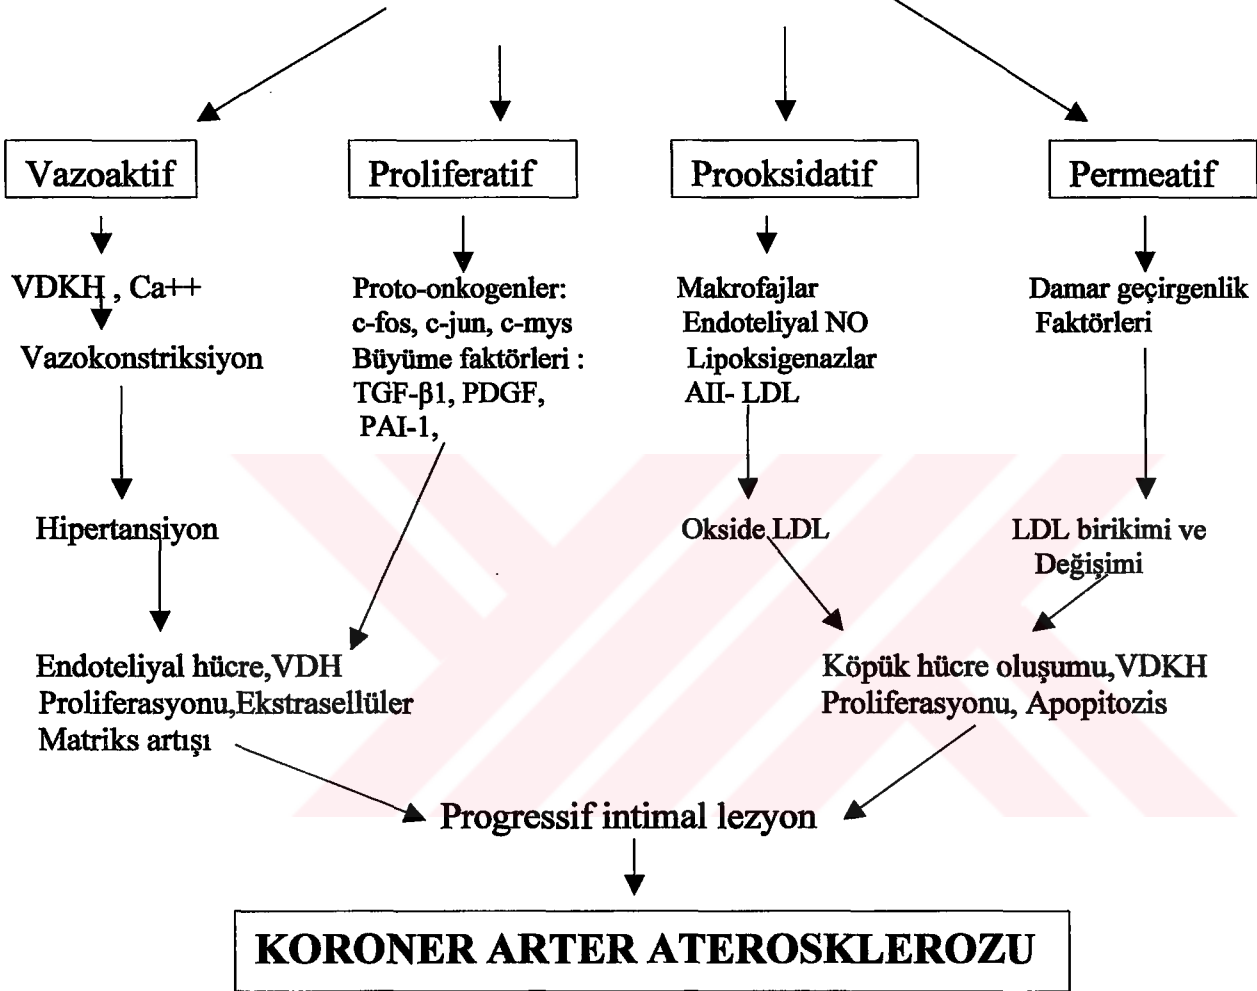 Vazoaktif
Proliferatif
Prooksidatif
Permeatif
VDKH , Ca++
Vazokonstriksiyon
Hipertansiyon
Proto-onkogenler:
c-fos, c-jun, c-mys
Büyüme faktörleri :
TGF-β1, PDGF,
PAI-1,
Endoteliyal hücre,VDH
Proliferasyonu,Ekstrasellüler
Matriks artışı
Makrofajlar
Endoteliyal NO
Lipoksigenazlar
AII- LDL
Okside LDL
Damar geçirgenlik
Faktörleri
LDL birikimi ve
Değişimi
Köpük hücre oluşumu,VDKH
Proliferasyonu, Apopitozis
Progressif intimal lezyon
KORONER ARTER ATEROSKLEROZU